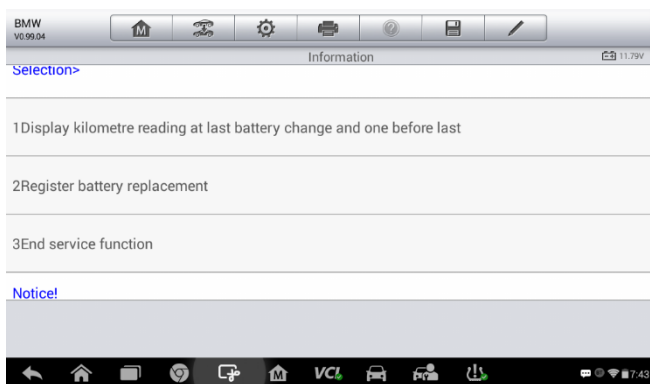 BMW
V0.99.04
Information
11.79V
Selection>
1Display kilometre reading at last battery change and one before last
2Register battery replacement
3End service function
Notice!
VCI
7:43